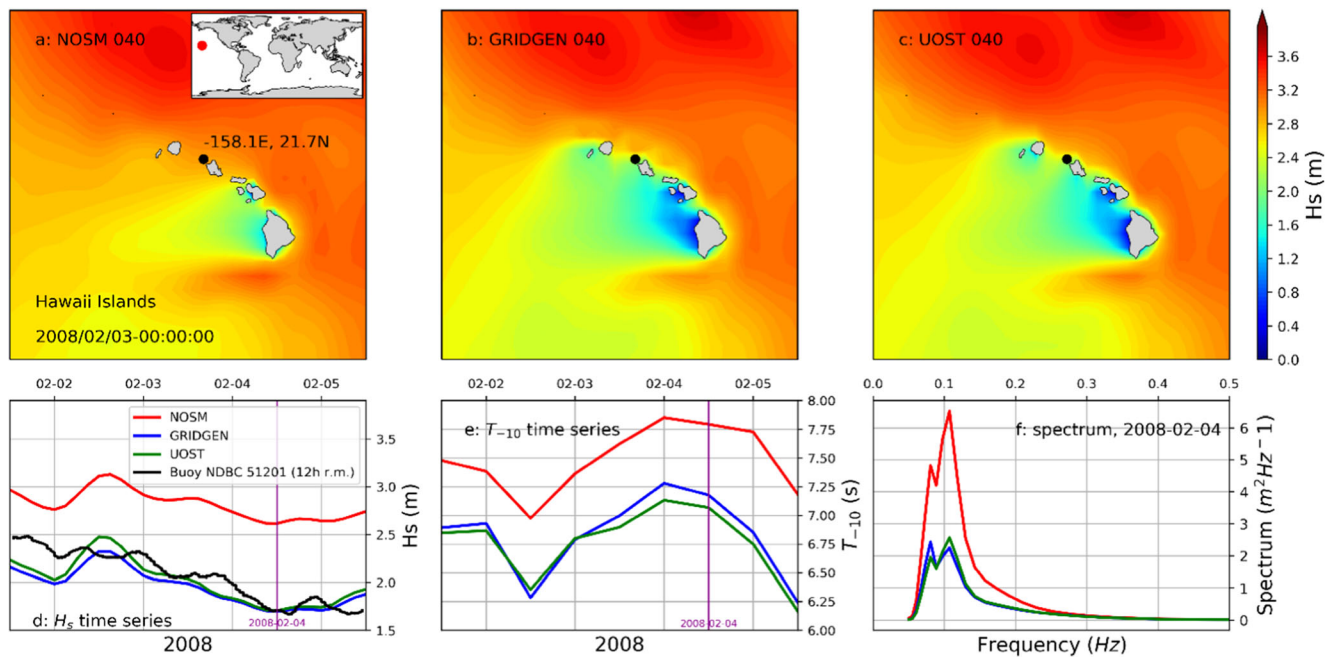 a: NOSM 040
-158.1E, 21.7N
Hawaii Islands
2008/02/03-00:00:00
b: GRIDGEN 040
c: UOST 040
3.6
3.2
2.8
2.4
2.0
1.6
1.2
0.8
0.4
0.0
Hs (m)
02-02 02-03 02-04 02-05
NOSM
GRIDGEN
UOST
Buoy NDBC 51201 (12h r.m.)
3.5
3.0
2.5
2.0
1.5
Hs (m)
d: Hₛ time series
2008-02-04
2008
02-02 02-03 02-04 02-05
e: T₋₁₀ time series
8.00
7.75
7.50
7.25
7.00
6.75
6.50
6.25
6.00
T₋₁₀ (s)
2008-02-04
2008
0.0 0.1 0.2 0.3 0.4 0.5
f: spectrum, 2008-02-04
6
5
4
3
2
1
0
Spectrum (m²Hz⁻1)
Frequency (Hz)